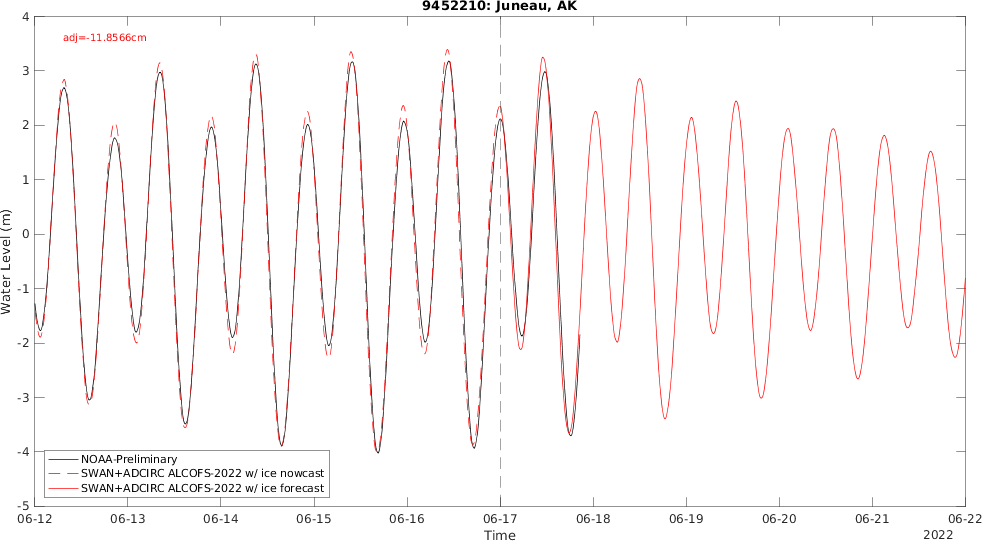 9452210: Juneau, AK
adj=-11.8566cm
4
3
2
1
0
-1
-2
-3
-4
-5
Water Level (m)
NOAA-Preliminary
SWAN+ADCIRC ALCOFS-2022 w/ ice nowcast
SWAN+ADCIRC ALCOFS-2022 w/ ice forecast
06-12 06-13 06-14 06-15 06-16 06-17 06-18 06-19 06-20 06-21 06-22
Time
2022